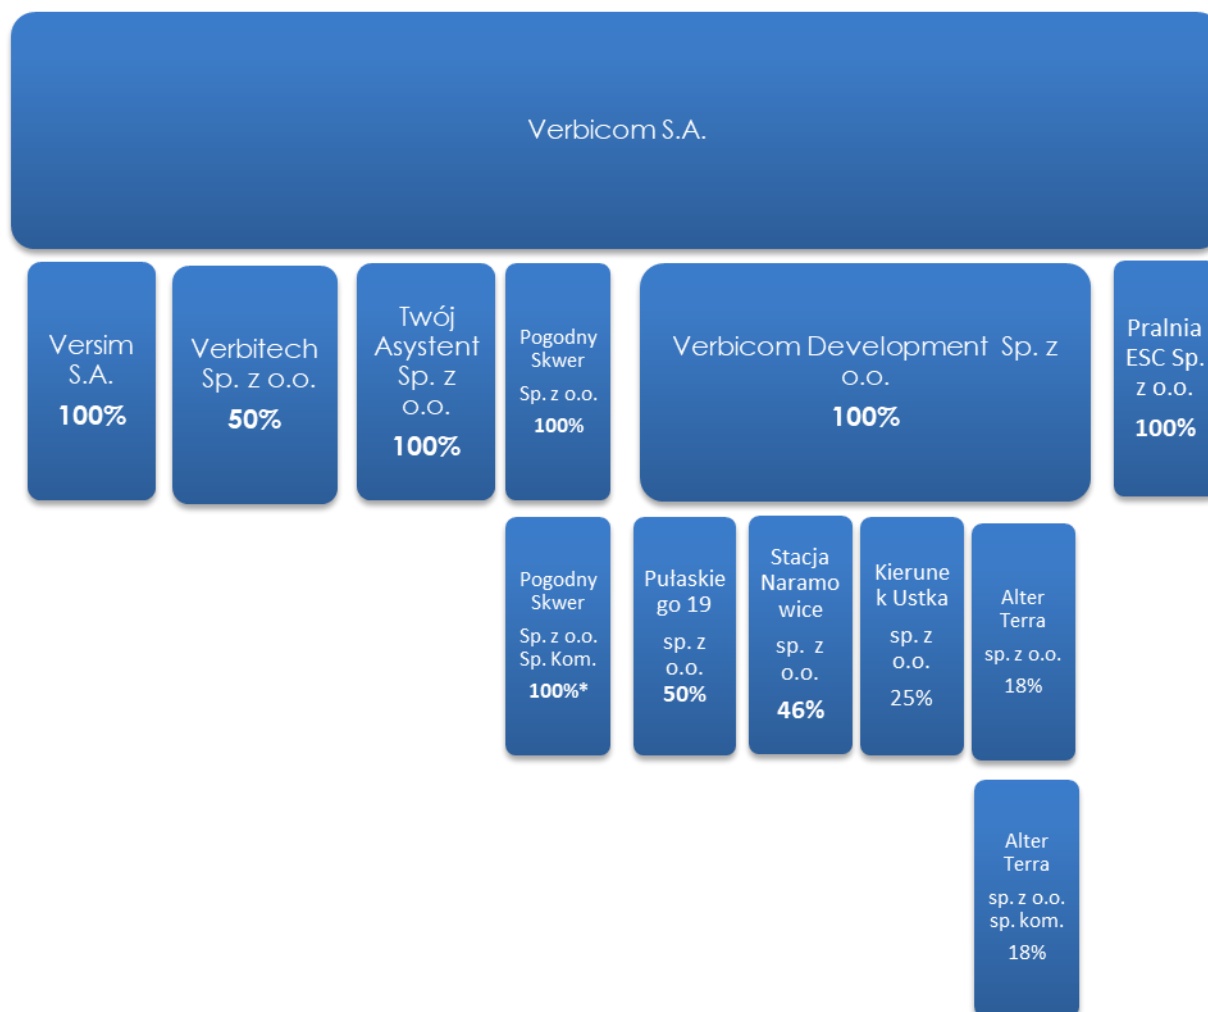 Verbicom S.A.
Versim
S.A.
100%
Verbitech
Sp. z o.o.
50%
Twój
Asystent
Sp. z
o.o.
100%
Pogodny
Skwer
Sp. z o.o.
100%
Verbicom Development Sp. z
o.o.
100%
Pralnia
ESC Sp.
z o.o.
100%
Pogodny
Skwer
Sp. z o.o.
Sp. Kom.
100%*
Pułaskie
go 19
sp. z
o.o.
50%
Stacja
Naramo
wice
sp. z
o.o.
46%
Kierune
k Ustka
sp. z
o.o.
25%
Alter
Terra
sp. z o.o.
18%
Alter
Terra
sp. z o.o.
sp. kom.
18%